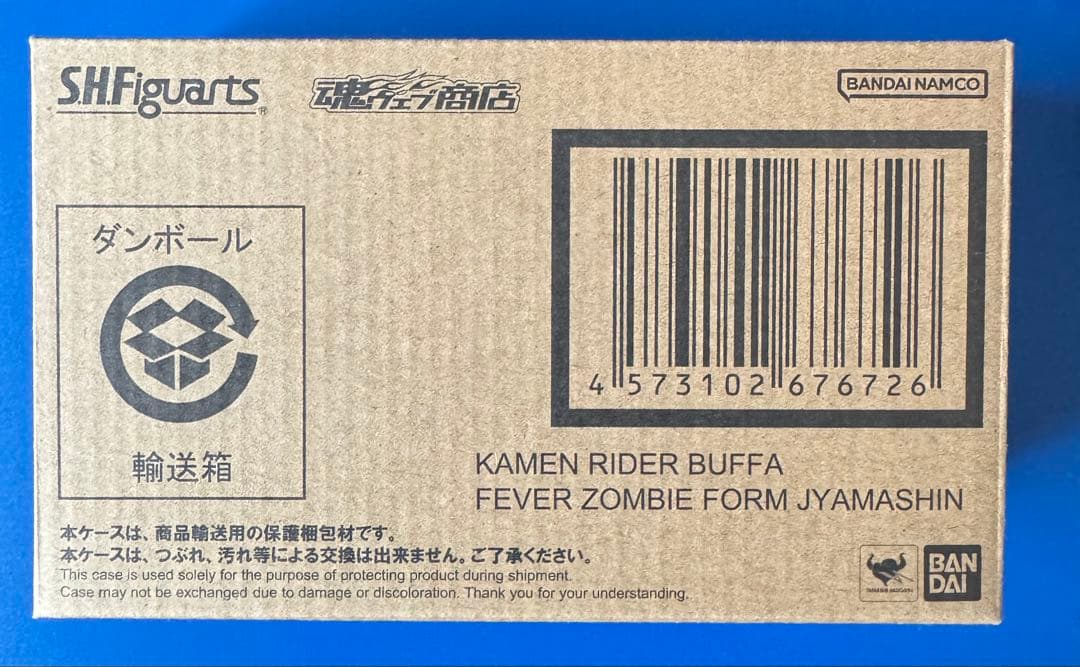 S.H.Figuarts®
魂ウェブ商店
BANDAI NAMCO
ダンボール
輸送箱
4 573102 676726
KAMEN RIDER BUFFA
FEVER ZOMBIE FORM JYAMASHIN
本ケースは、商品輸送用の保護梱包材です。
本ケースは、つぶれ、汚れ等による交換は出来ません。ご了承ください。
This case is used solely for the purpose of protecting product during shipment.
Case may not be exchanged due to damage or discoloration. Thank you for your understanding.
TAMASHII NATIONS
BAN
DAI